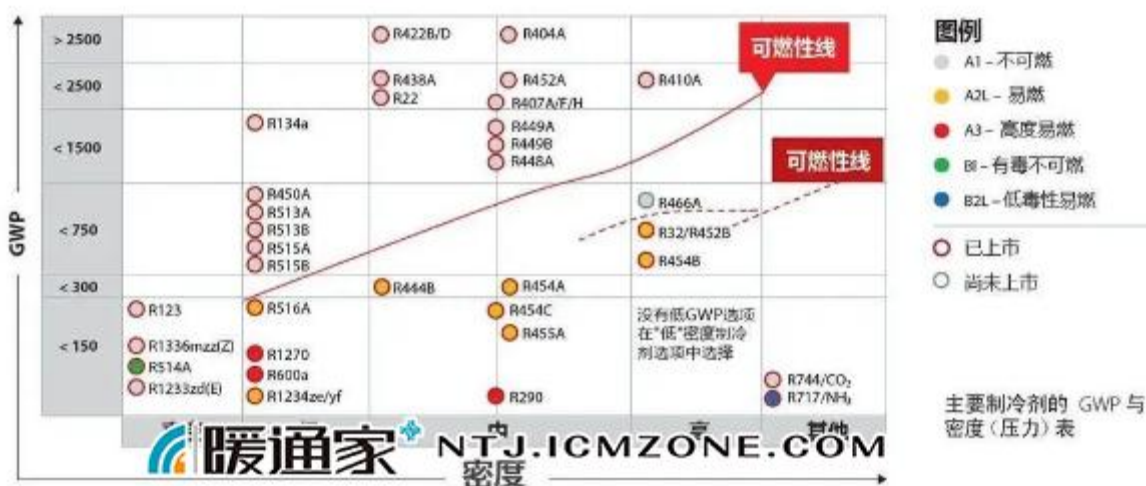 GWP
> 2500
< 2500
< 1500
< 750
< 300
< 150
R422B/D
R404A
R438A
R22
R452A
R407A/F/H
R410A
R134a
R449A
R449B
R448A
R450A
R513A
R513B
R515A
R515B
R466A
R32/R452B
R454B
R444B
R454A
R123
R516A
R454C
R455A
R1336mzz(Z)
R514A
R1233zd(E)
R1270
R600a
R1234ze/yf
R290
没有低GWP选项
在"低"密度制冷
剂选项中选择
R744/CO₂
R717/NH₃
可燃性线
可燃性线
高
其他
密度
暖通家 NTJ.ICMZONE.COM
图例
A1 – 不可燃
A2L – 易燃
A3 – 高度易燃
BI – 有毒不可燃
B2L – 低毒性易燃
已上市
尚未上市
主要制冷剂的 GWP 与
密度（压力）表